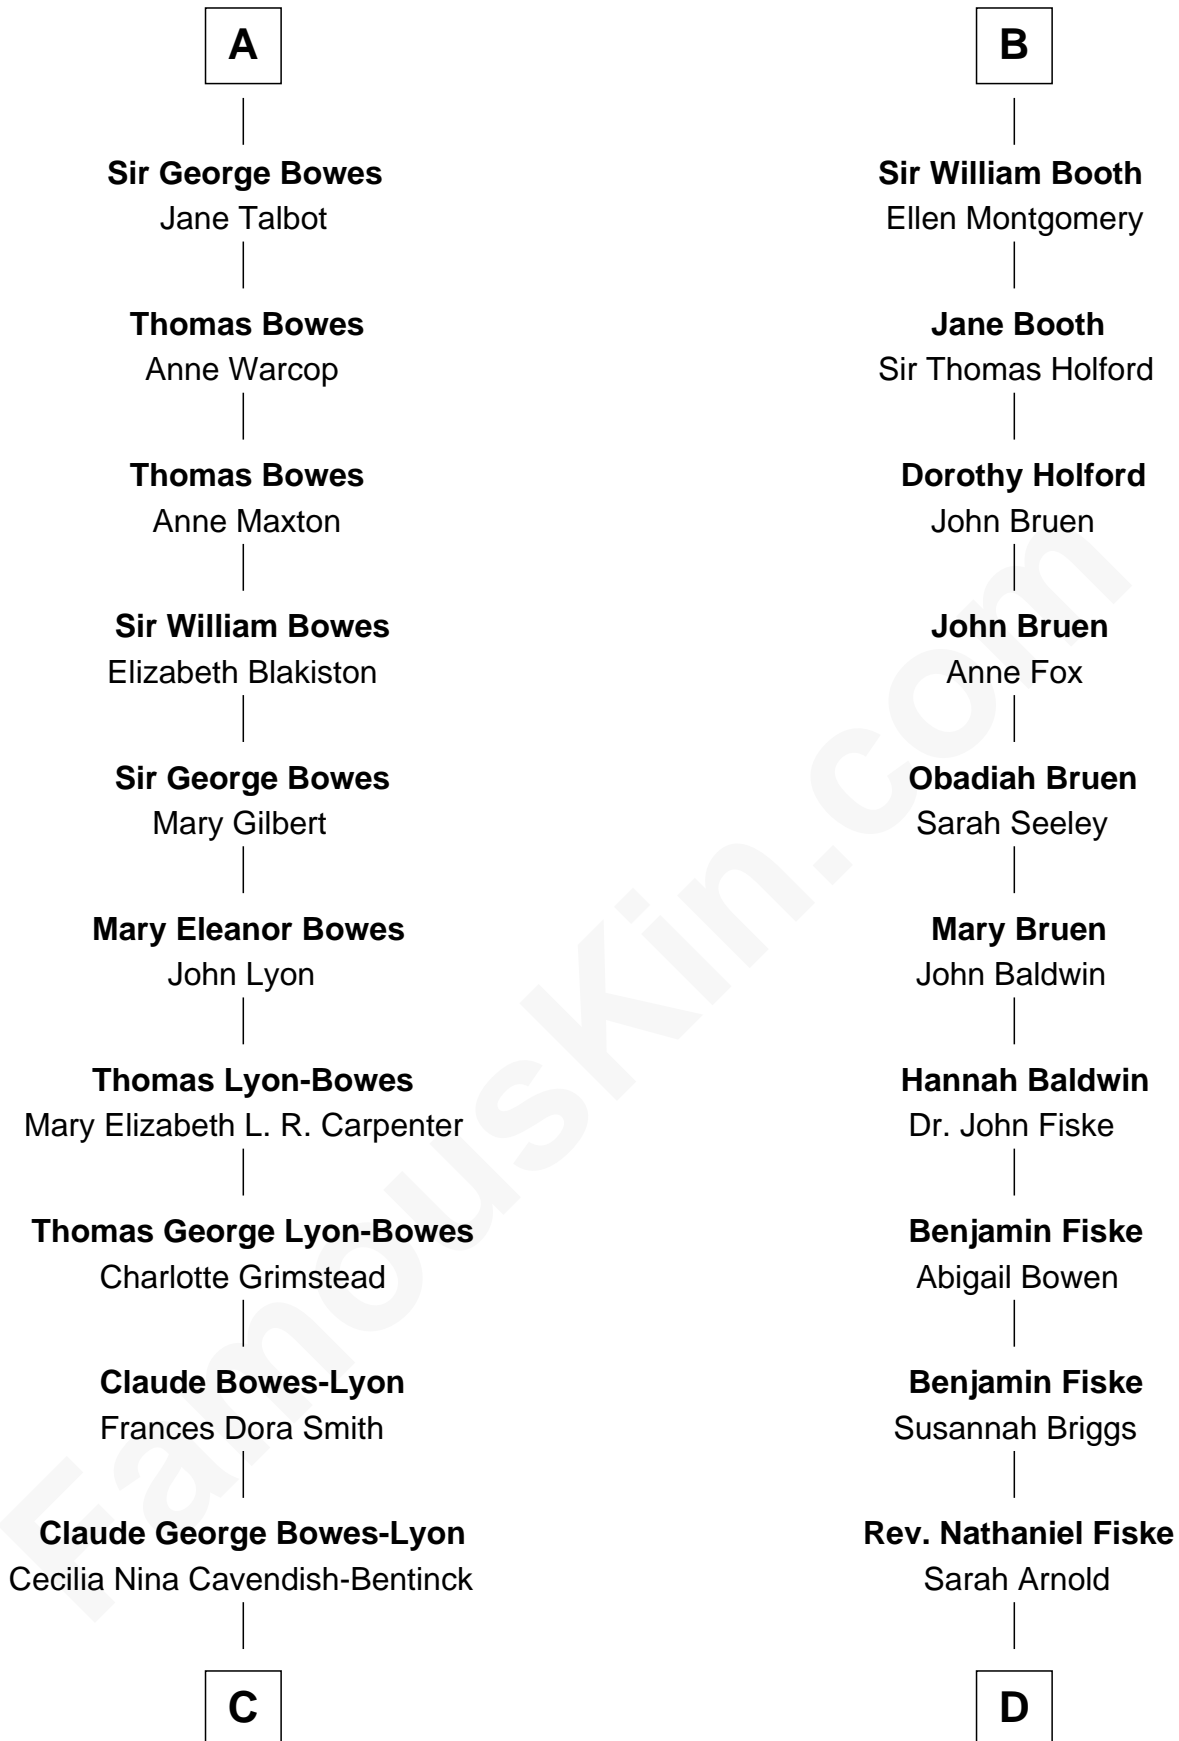 A
Sir George Bowes
Jane Talbot
Thomas Bowes
Anne Warcop
Thomas Bowes
Anne Maxton
Sir William Bowes
Elizabeth Blakiston
Sir George Bowes
Mary Gilbert
Mary Eleanor Bowes
John Lyon
Thomas Lyon-Bowes
Mary Elizabeth L. R. Carpenter
Thomas George Lyon-Bowes
Charlotte Grimstead
Claude Bowes-Lyon
Frances Dora Smith
Claude George Bowes-Lyon
Cecilia Nina Cavendish-Bentinck
C
B
Sir William Booth
Ellen Montgomery
Jane Booth
Sir Thomas Holford
Dorothy Holford
John Bruen
John Bruen
Anne Fox
Obadiah Bruen
Sarah Seeley
Mary Bruen
John Baldwin
Hannah Baldwin
Dr. John Fiske
Benjamin Fiske
Abigail Bowen
Benjamin Fiske
Susannah Briggs
Rev. Nathaniel Fiske
Sarah Arnold
D
FamousKin.com